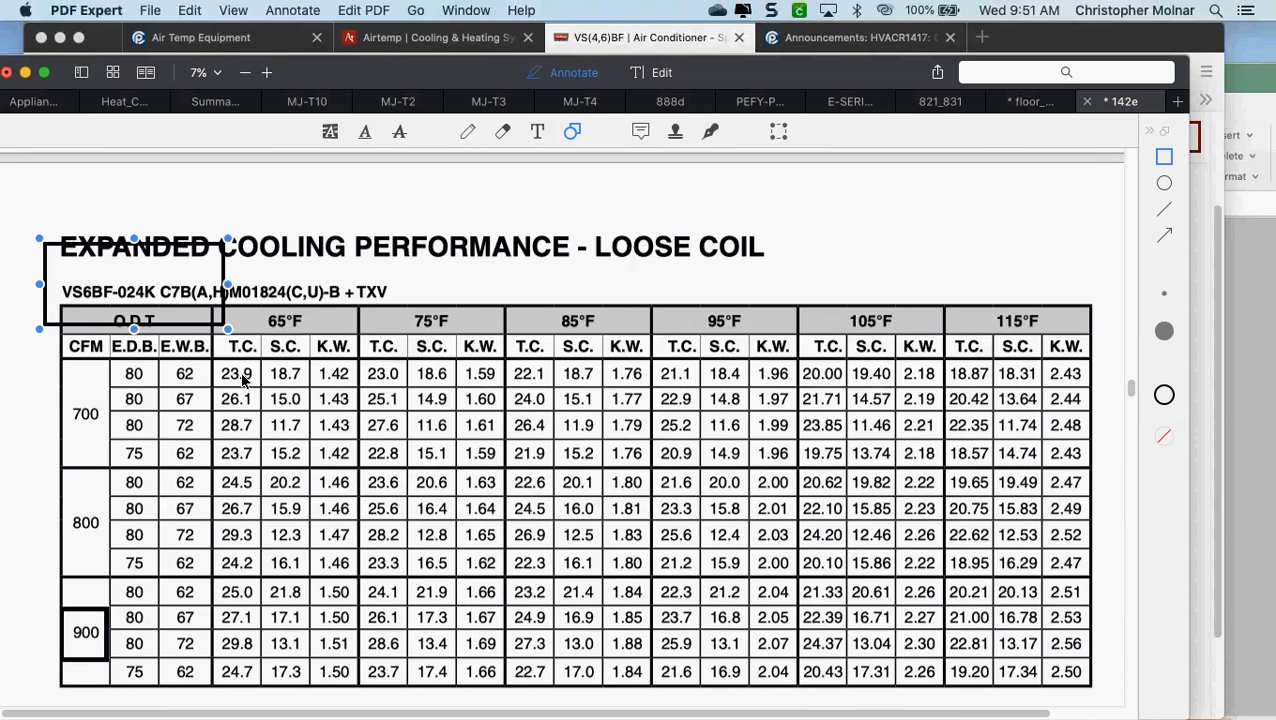 PDF Expert File Edit View Annotate Edit PDF Go Window Help 100% Wed 9:51 AM Christopher Molnar
Air Temp Equipment Airtemp | Cooling & Heating Sy VS(4,6)BF | Air Conditioner - S Announcements: HVACR1417:
7% Annotate Edit
Applian... Heat_C... Summa... MJ-T10 MJ-T2 MJ-T3 MJ-T4 888d PEFY-P... E-SERI... 821_831 * floor_... * 142e
sert
elete
ormat
EXPANDED COOLING PERFORMANCE - LOOSE COIL
VS6BF-024K C7B(A,H)M01824(C,U)-B + TXV
O.D.T 65°F 75°F 85°F 95°F 105°F 115°F
CFM E.D.B. E.W.B. T.C. S.C. K.W. T.C. S.C. K.W. T.C. S.C. K.W. T.C. S.C. K.W. T.C. S.C. K.W. T.C. S.C. K.W.
700
80 62 23.9 18.7 1.42 23.0 18.6 1.59 22.1 18.7 1.76 21.1 18.4 1.96 20.00 19.40 2.18 18.87 18.31 2.43
80 67 26.1 15.0 1.43 25.1 14.9 1.60 24.0 15.1 1.77 22.9 14.8 1.97 21.71 14.57 2.19 20.42 13.64 2.44
80 72 28.7 11.7 1.43 27.6 11.6 1.61 26.4 11.9 1.79 25.2 11.6 1.99 23.85 11.46 2.21 22.35 11.74 2.48
75 62 23.7 15.2 1.42 22.8 15.1 1.59 21.9 15.2 1.76 20.9 14.9 1.96 19.75 13.74 2.18 18.57 14.74 2.43
800
80 62 24.5 20.2 1.46 23.6 20.6 1.63 22.6 20.1 1.80 21.6 20.0 2.00 20.62 19.82 2.22 19.65 19.49 2.47
80 67 26.7 15.9 1.46 25.6 16.4 1.64 24.5 16.0 1.81 23.3 15.8 2.01 22.10 15.85 2.23 20.75 15.83 2.49
80 72 29.3 12.3 1.47 28.2 12.8 1.65 26.9 12.5 1.83 25.6 12.4 2.03 24.20 12.46 2.26 22.62 12.53 2.52
75 62 24.2 16.1 1.46 23.3 16.5 1.62 22.3 16.1 1.80 21.2 15.9 2.00 20.10 15.86 2.22 18.95 16.29 2.47
900
80 62 25.0 21.8 1.50 24.1 21.9 1.66 23.2 21.4 1.84 22.3 21.2 2.04 21.33 20.61 2.26 20.21 20.13 2.51
80 67 27.1 17.1 1.50 26.1 17.3 1.67 24.9 16.9 1.85 23.7 16.8 2.05 22.39 16.71 2.27 21.00 16.78 2.53
80 72 29.8 13.1 1.51 28.6 13.4 1.69 27.3 13.0 1.88 25.9 13.1 2.07 24.37 13.04 2.30 22.81 13.17 2.56
75 62 24.7 17.3 1.50 23.7 17.4 1.66 22.7 17.0 1.84 21.6 16.9 2.04 20.43 17.31 2.26 19.20 17.34 2.50